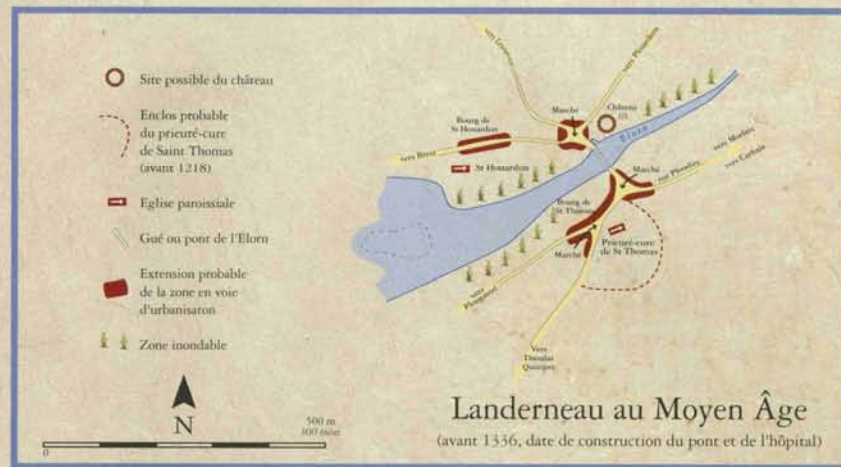 Site possible du château
Enclos probable
du prieuré-cure
de Saint Thomas
(avant 1218)
Eglise paroissiale
Gué ou pont de l'Elorn
Extension probable
de la zone en voie
d'urbanisaton
Zone inondable
N
0
500 m
vers Plouédern
Marché
Château
(?)
Bourg de
St Houardon
vers Brest
St Houardon
Elorn
Marché
vers Morlaix
vers Carhaix
Bourg de
St Thomas
Prieuré-cure
de St Thomas
Marché
vers
Vers
Daoulas
Quimper
Landerneau au Moyen Âge
(avant 1336, date de construction du pont et de l'hôpital)